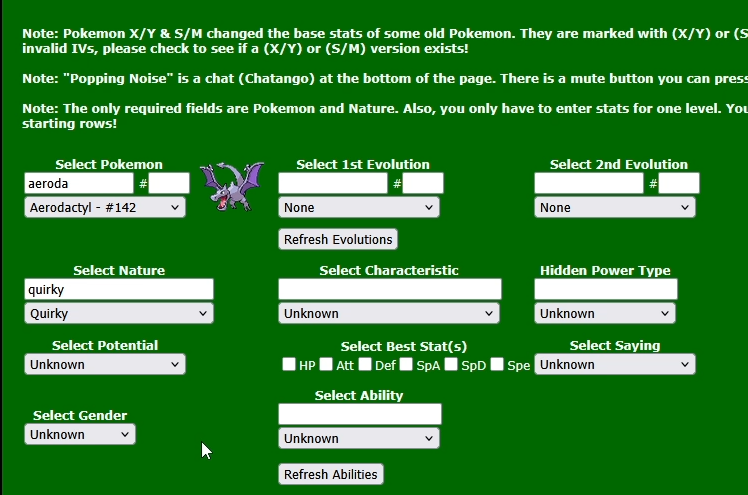 Note: Pokemon X/Y & S/M changed the base stats of some old Pokemon. They are marked with (X/Y) or (S
invalid IVs, please check to see if a (X/Y) or (S/M) version exists!
Note: "Popping Noise" is a chat (Chatango) at the bottom of the page. There is a mute button you can press
Note: The only required fields are Pokemon and Nature. Also, you only have to enter stats for one level. You
starting rows!
Select Pokemon Select 1st Evolution Select 2nd Evolution
aeroda # # #
Aerodactyl - #142 None None
Refresh Evolutions
Select Nature Select Characteristic Hidden Power Type
quirky
Quirky Unknown Unknown
Select Potential Select Best Stat(s) Select Saying
Unknown HP Att Def SpA SpD Spe Unknown
Select Gender Select Ability
Unknown Unknown
Refresh Abilities